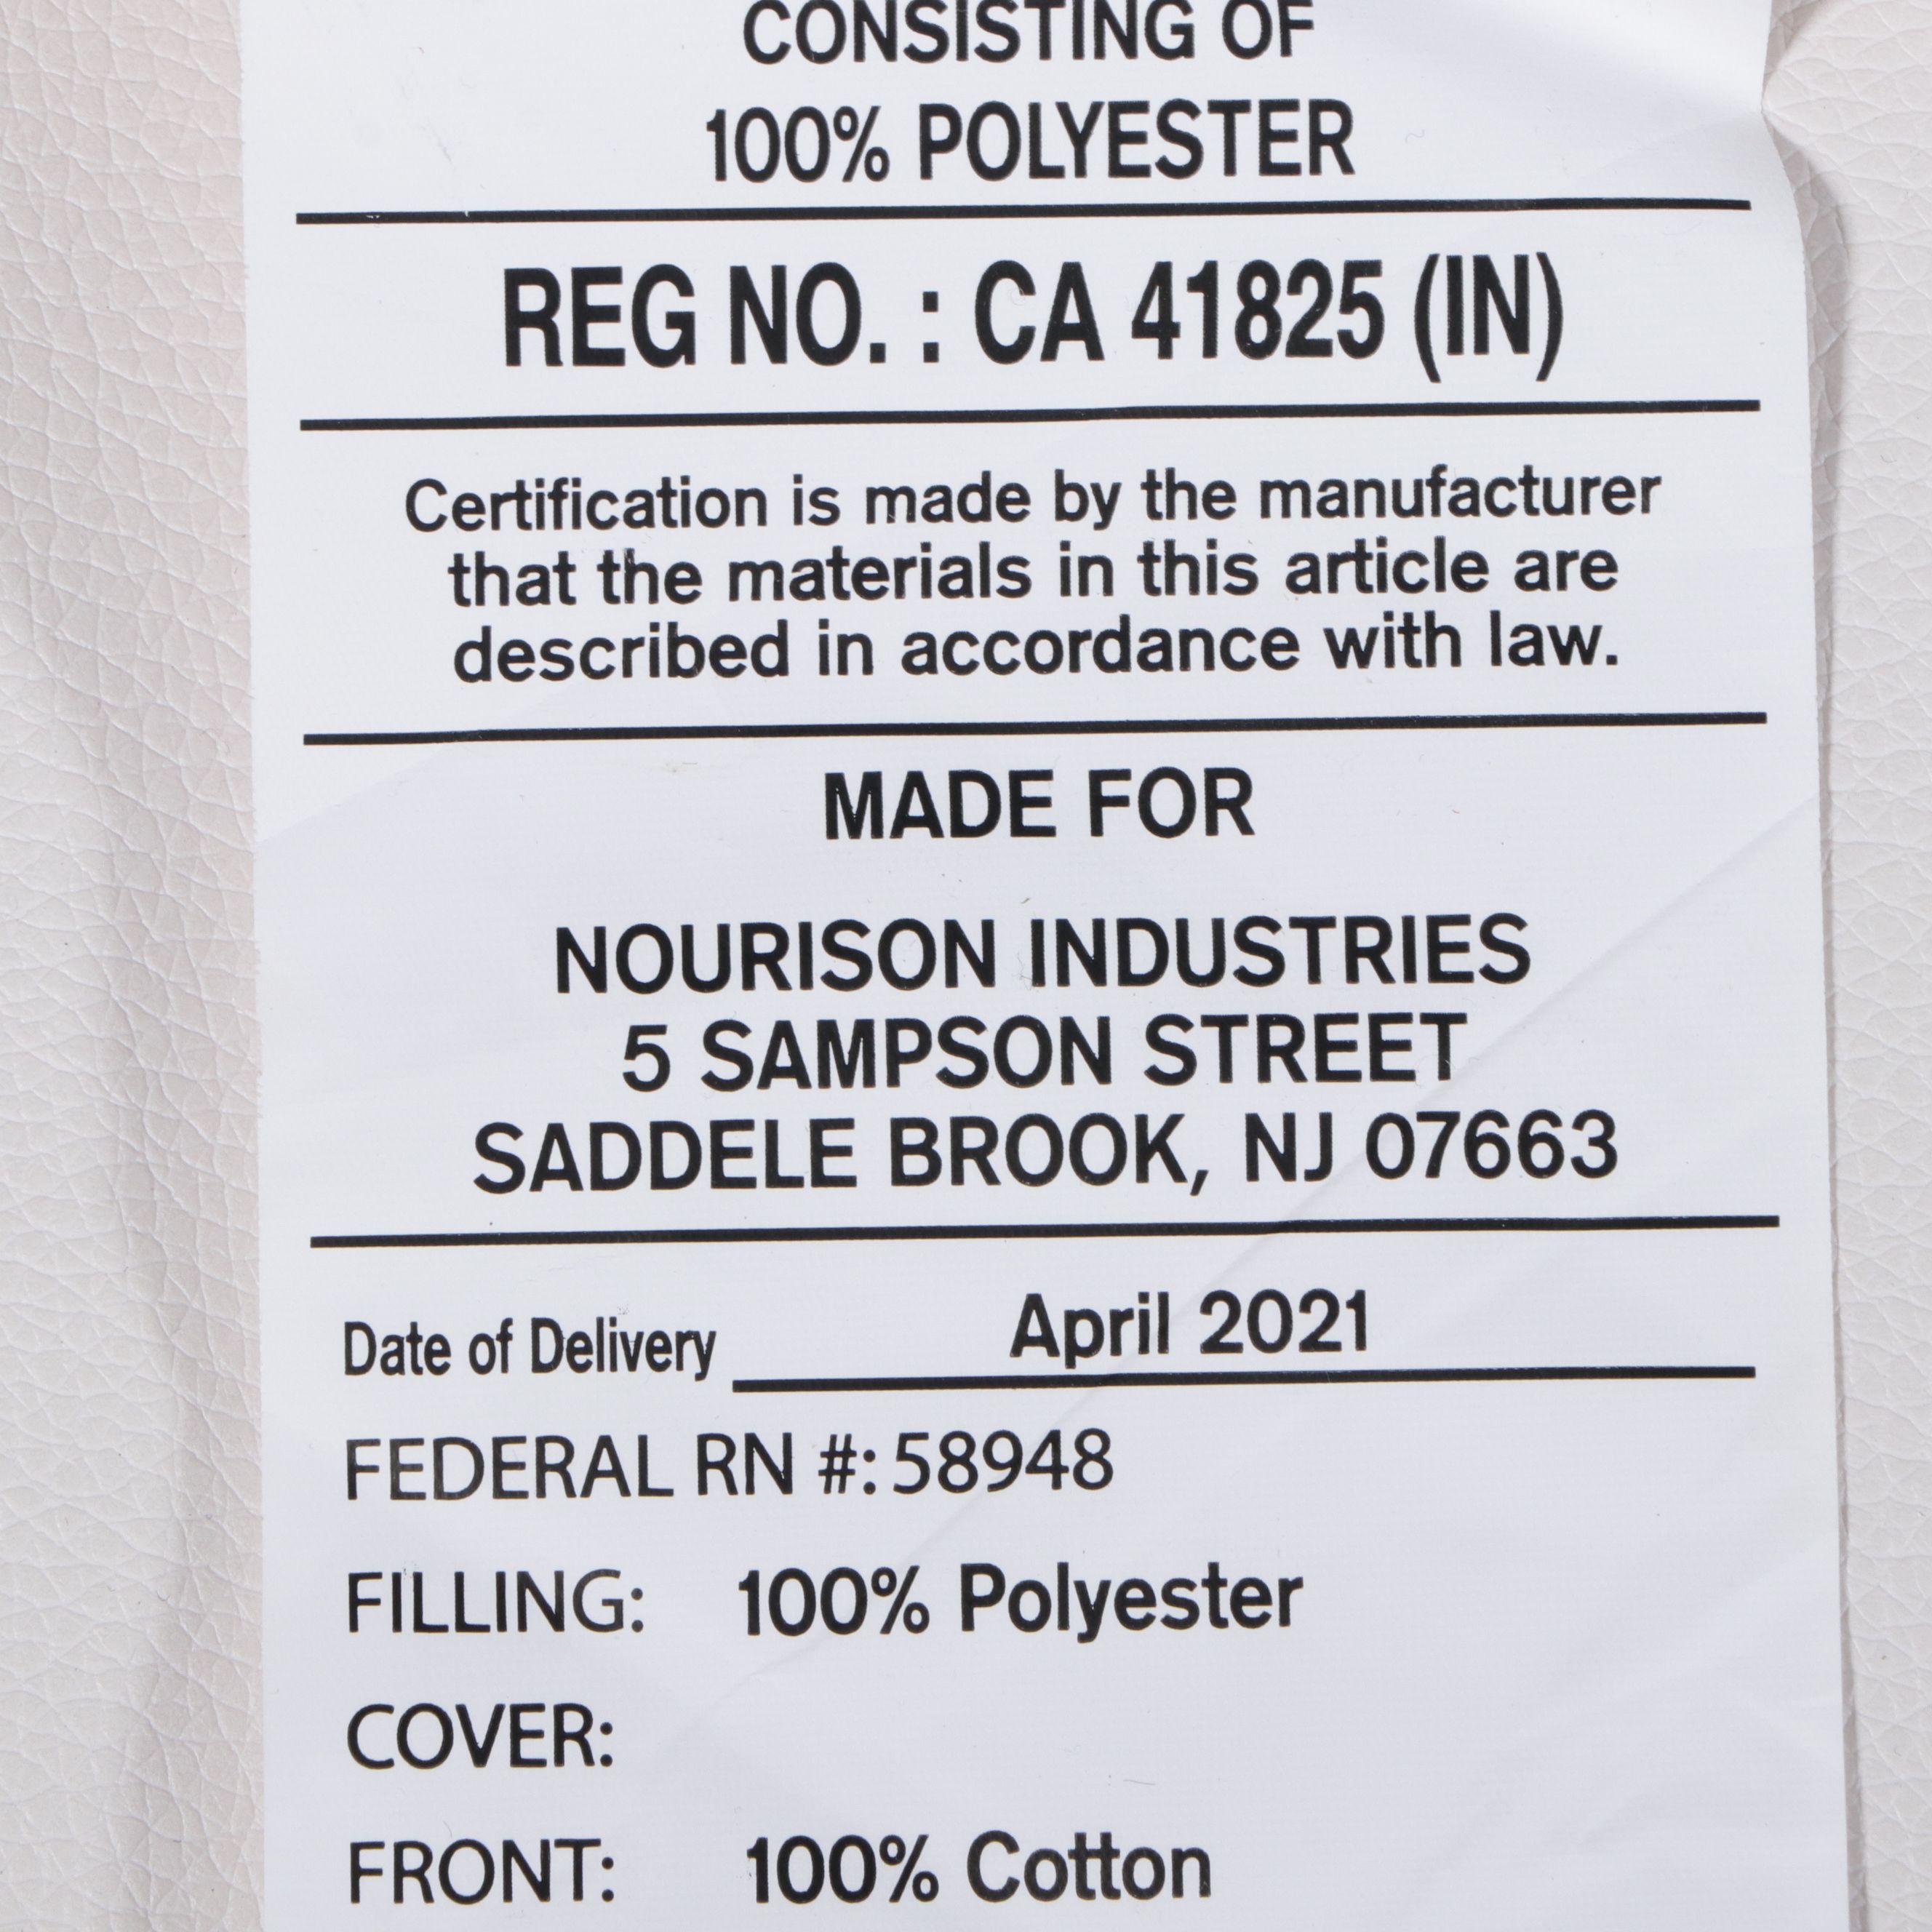 CONSISTING OF
100% POLYESTER
REG NO. : CA 41825 (IN)
Certification is made by the manufacturer
that the materials in this article are
described in accordance with law.
MADE FOR
NOURISON INDUSTRIES
5 SAMPSON STREET
SADDELE BROOK, NJ 07663
Date of Delivery April 2021
FEDERAL RN #: 58948
FILLING: 100% Polyester
COVER:
FRONT: 100% Cotton